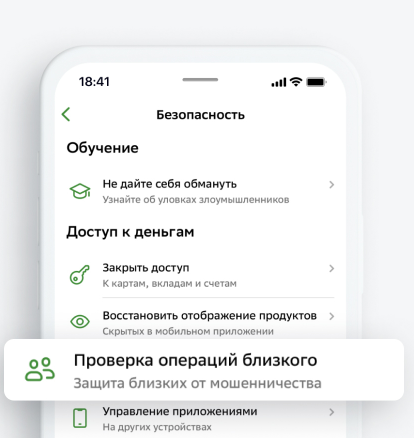 18:41
Безопасность
Обучение
Не дайте себя обмануть
Узнайте об уловках злоумышленников
Доступ к деньгам
Закрыть доступ
К картам, вкладам и счетам
Восстановить отображение продуктов
Скрытых в мобильном приложении
Проверка операций близкого
Защита близких от мошенничества
Управление приложениями
На других устройствах